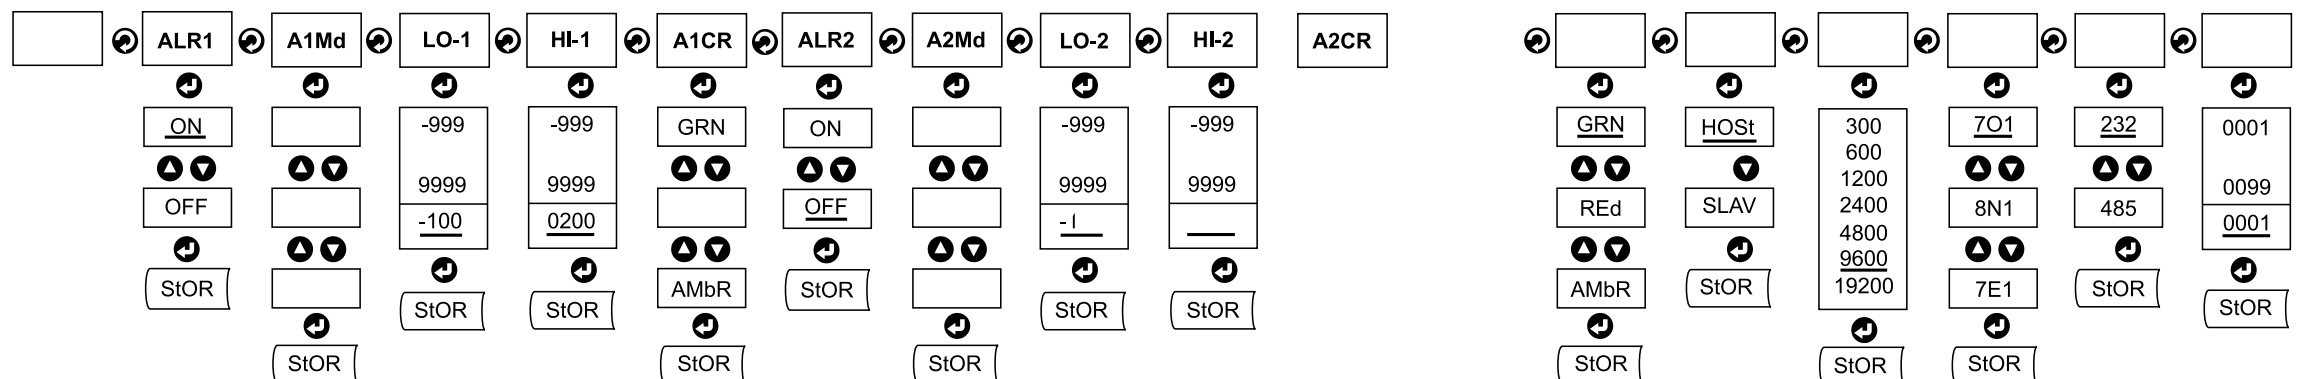 ALR1 A1Md LO-1 HI-1 A1CR ALR2 A2Md LO-2 HI-2 A2CR
ON -999 -999 GRN ON -999 -999 GRN HOSt 300 7O1 232 0001
600
1200
9999 9999 9999 9999 0099
OFF OFF REd SLAV 2400 8N1 485
-100 0200 -1 4800 0001
9600
StOR AMbR StOR AMbR StOR 19200 7E1 StOR
StOR StOR StOR StOR StOR
StOR StOR StOR StOR StOR StOR